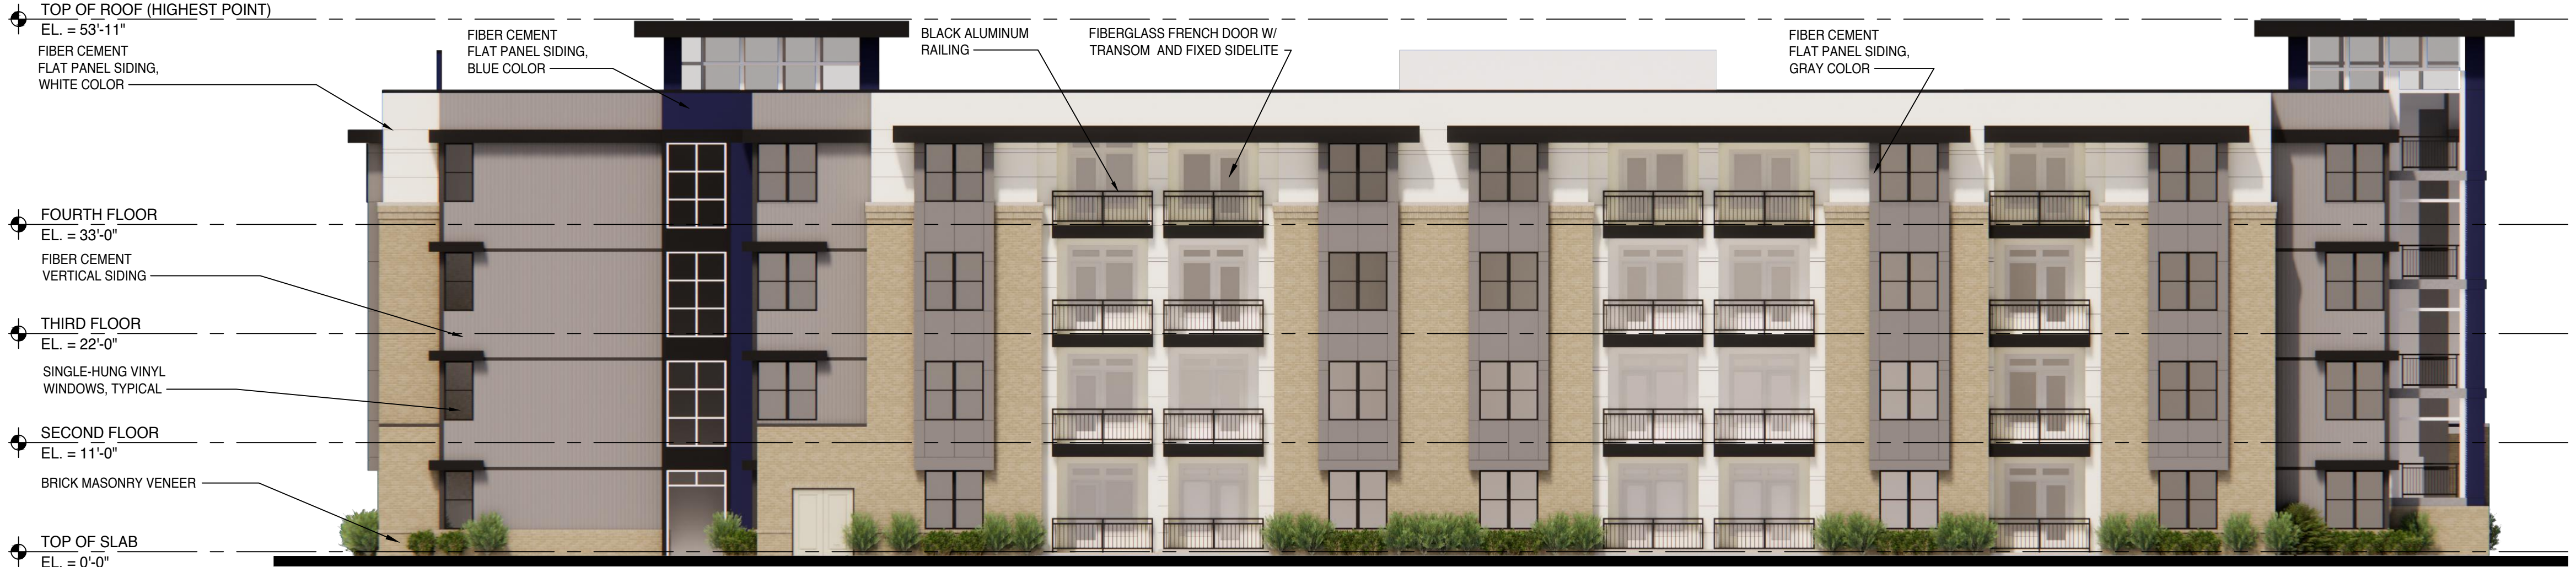 TOP OF ROOF (HIGHEST POINT)
EL. = 53'-11"
FIBER CEMENT
FLAT PANEL SIDING,
WHITE COLOR
FIBER CEMENT
FLAT PANEL SIDING,
BLUE COLOR
BLACK ALUMINUM
RAILING
FIBERGLASS FRENCH DOOR W/
TRANSOM AND FIXED SIDELITE
FIBER CEMENT
FLAT PANEL SIDING,
GRAY COLOR
FOURTH FLOOR
EL. = 33'-0"
FIBER CEMENT
VERTICAL SIDING
THIRD FLOOR
EL. = 22'-0"
SINGLE-HUNG VINYL
WINDOWS, TYPICAL
SECOND FLOOR
EL. = 11'-0"
BRICK MASONRY VENEER
TOP OF SLAB
EL. = 0'-0"